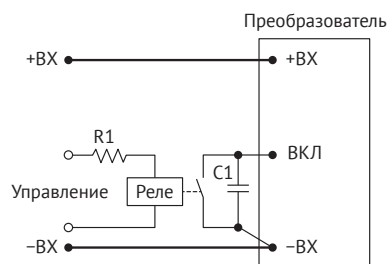 Преобразователь
+ВХ +ВХ
R1
ВКЛ
C1
Управление Реле
−ВХ −ВХ